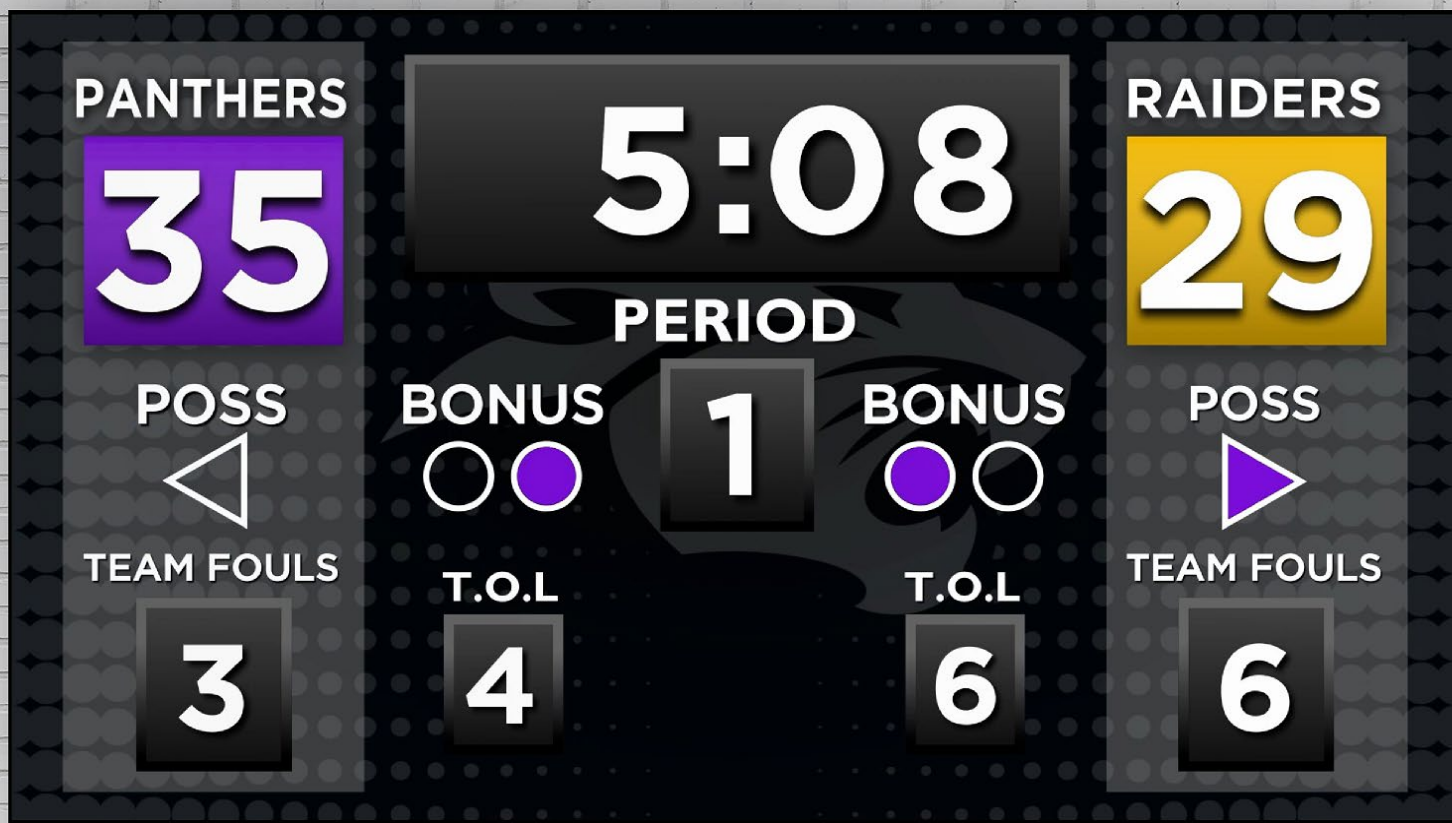 PANTHERS
35
5:08
RAIDERS
29
PERIOD
1
POSS
BONUS
BONUS
POSS
TEAM FOULS
3
T.O.L
4
T.O.L
6
TEAM FOULS
6